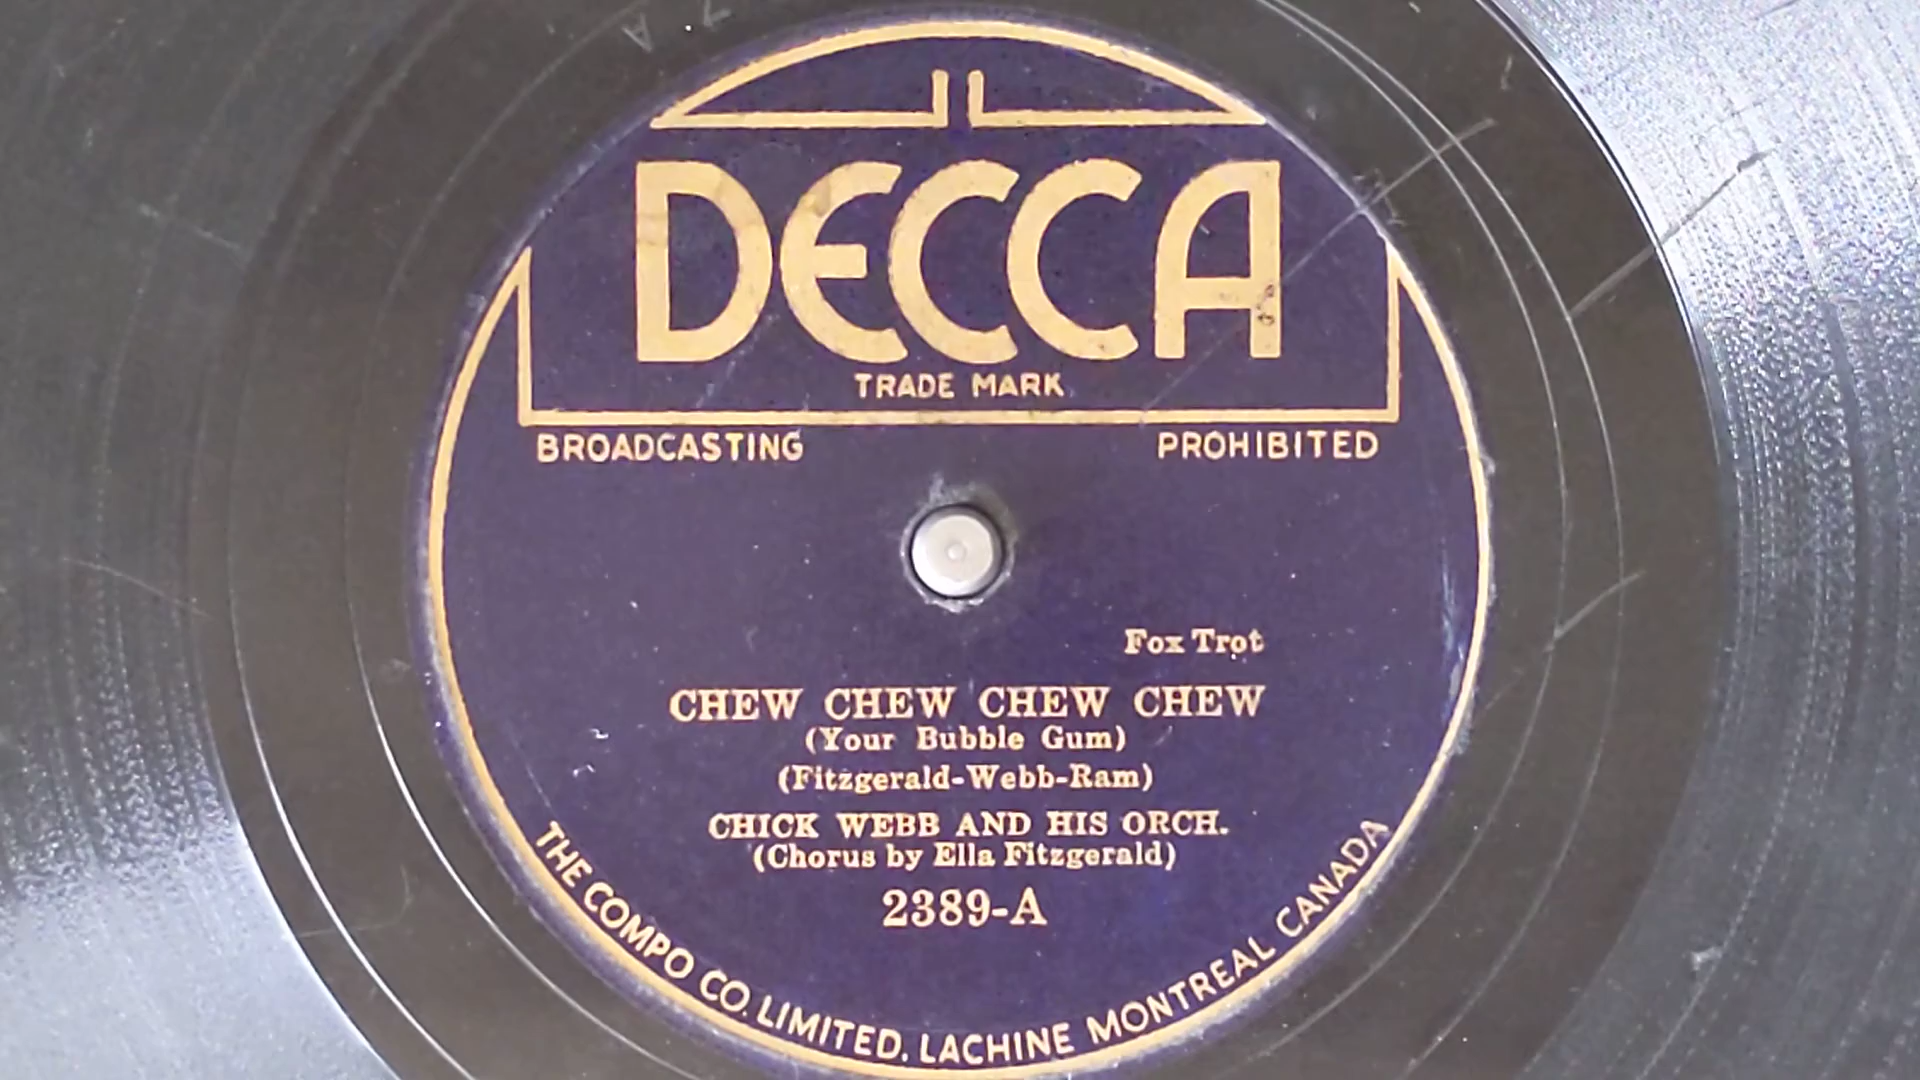 DECCA
TRADE MARK
BROADCASTING PROHIBITED
Fox Trot
CHEW CHEW CHEW CHEW
(Your Bubble Gum)
(Fitzgerald-Webb-Ram)
CHICK WEBB AND HIS ORCH.
(Chorus by Ella Fitzgerald)
2389-A
THE COMPO CO. LIMITED, LACHINE MONTREAL CANADA